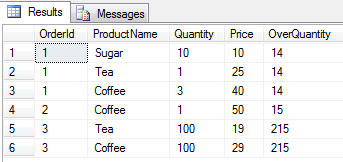 Results Messages
OrderId ProductName Quantity Price OverQuantity
1 1 Sugar 10 10 14
2 1 Tea 1 25 14
3 1 Coffee 3 40 14
4 2 Coffee 1 50 15
5 3 Tea 100 19 215
6 3 Coffee 100 29 215